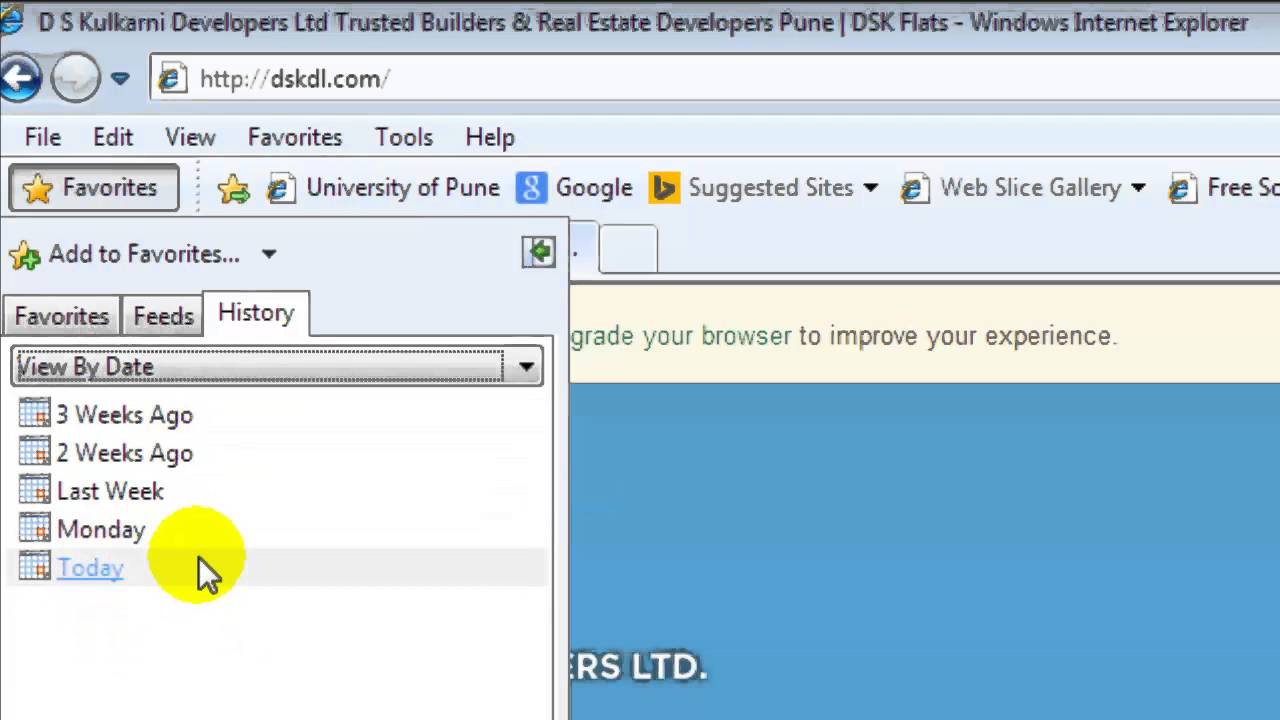 D S Kulkarni Developers Ltd Trusted Builders & Real Estate Developers Pune | DSK Flats - Windows Internet Explorer
http://dskdl.com/
File Edit View Favorites Tools Help
Favorites University of Pune Google Suggested Sites Web Slice Gallery Free
Add to Favorites...
Favorites Feeds History
grade your browser to improve your experience.
View By Date
3 Weeks Ago
2 Weeks Ago
Last Week
Monday
Today
ERS LTD.